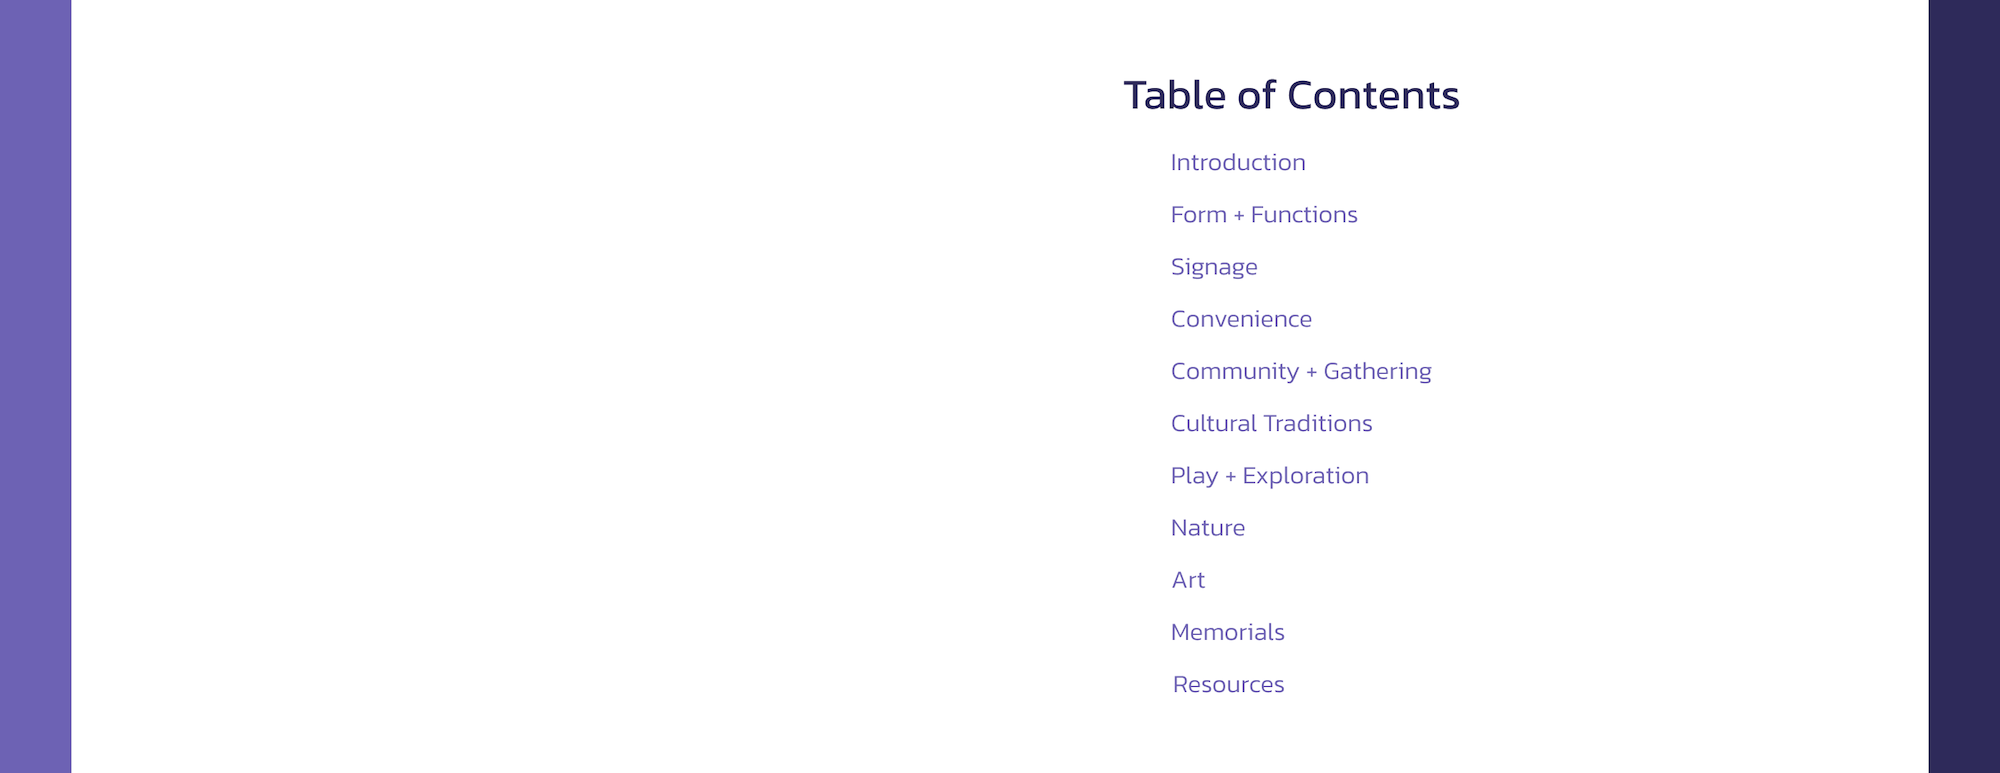 Table of Contents
Introduction
Form + Functions
Signage
Convenience
Community + Gathering
Cultural Traditions
Play + Exploration
Nature
Art
Memorials
Resources